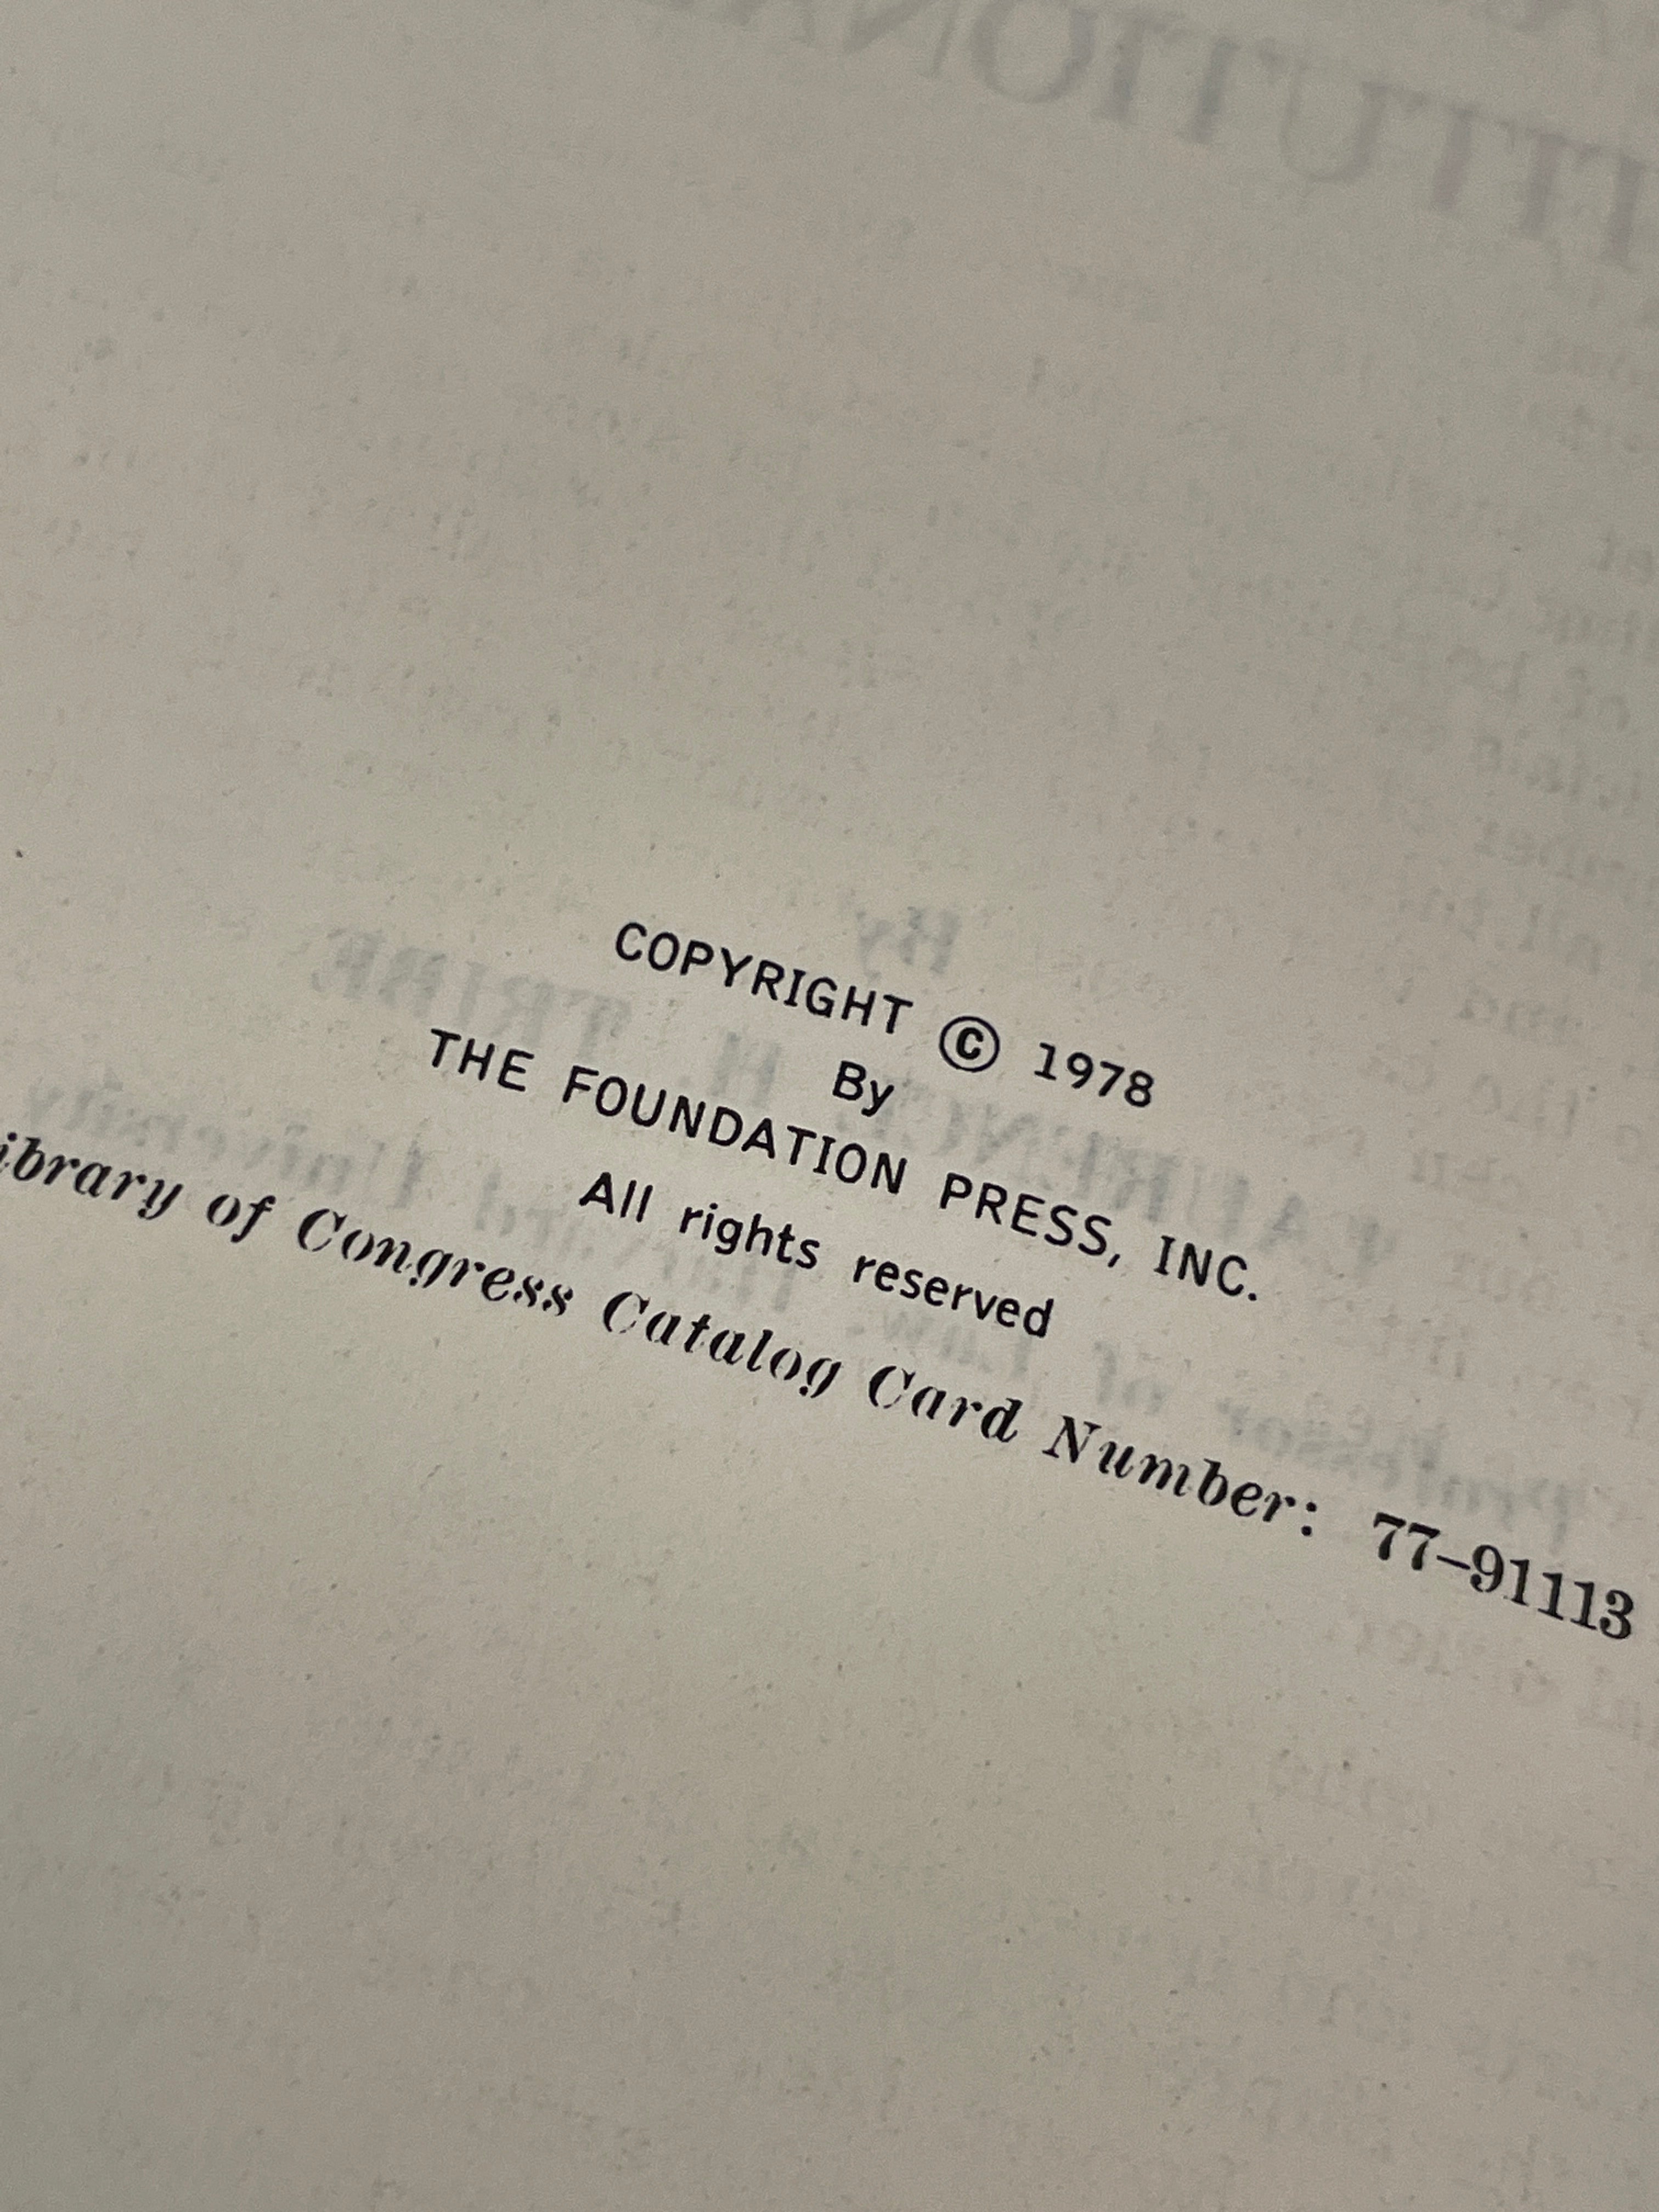 COPYRIGHT © 1978
By
THE FOUNDATION PRESS, INC.
All rights reserved
ibrary of Congress Catalog Card Number: 77–91113